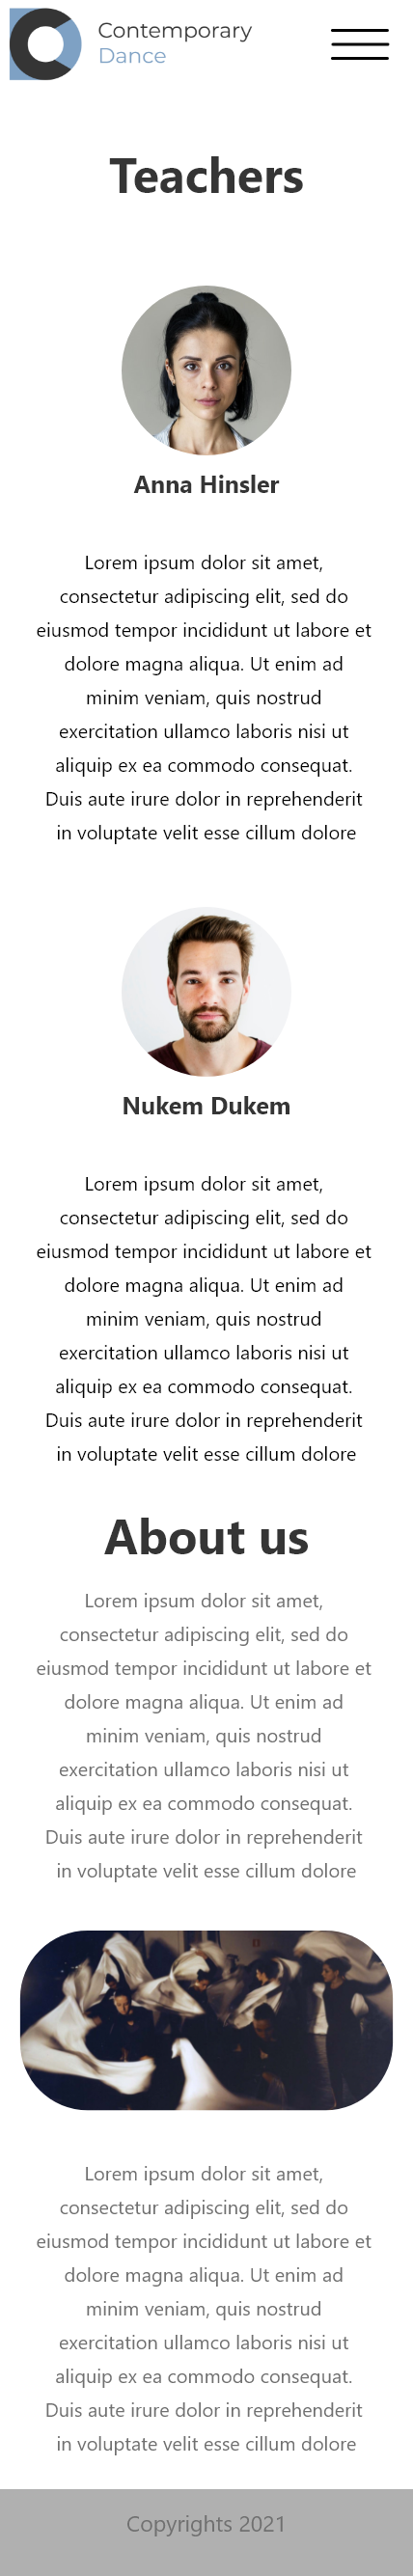 Contemporary
Dance
Teachers
Anna Hinsler
Lorem ipsum dolor sit amet,
consectetur adipiscing elit, sed do
eiusmod tempor incididunt ut labore et
dolore magna aliqua. Ut enim ad
minim veniam, quis nostrud
exercitation ullamco laboris nisi ut
aliquip ex ea commodo consequat.
Duis aute irure dolor in reprehenderit
in voluptate velit esse cillum dolore
Nukem Dukem
Lorem ipsum dolor sit amet,
consectetur adipiscing elit, sed do
eiusmod tempor incididunt ut labore et
dolore magna aliqua. Ut enim ad
minim veniam, quis nostrud
exercitation ullamco laboris nisi ut
aliquip ex ea commodo consequat.
Duis aute irure dolor in reprehenderit
in voluptate velit esse cillum dolore
About us
Lorem ipsum dolor sit amet,
consectetur adipiscing elit, sed do
eiusmod tempor incididunt ut labore et
dolore magna aliqua. Ut enim ad
minim veniam, quis nostrud
exercitation ullamco laboris nisi ut
aliquip ex ea commodo consequat.
Duis aute irure dolor in reprehenderit
in voluptate velit esse cillum dolore
Lorem ipsum dolor sit amet,
consectetur adipiscing elit, sed do
eiusmod tempor incididunt ut labore et
dolore magna aliqua. Ut enim ad
minim veniam, quis nostrud
exercitation ullamco laboris nisi ut
aliquip ex ea commodo consequat.
Duis aute irure dolor in reprehenderit
in voluptate velit esse cillum dolore
Copyrights 2021